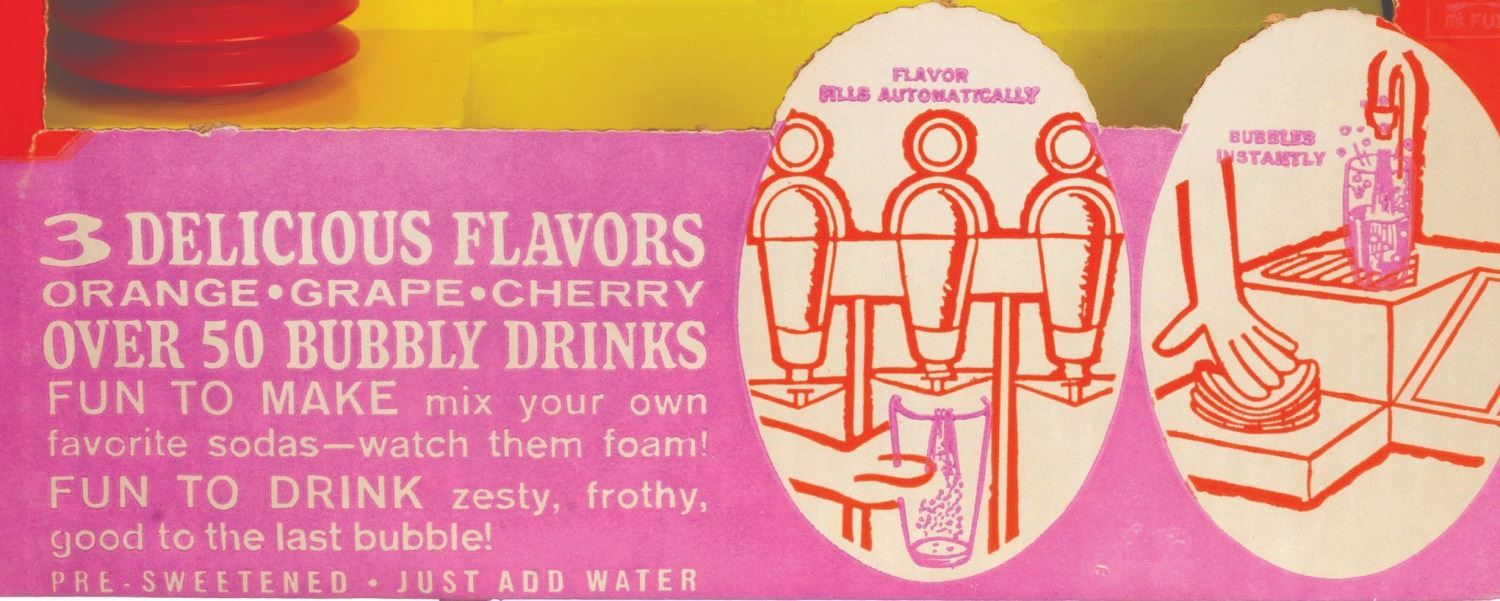 3 DELICIOUS FLAVORS
ORANGE•GRAPE•CHERRY
OVER 50 BUBBLY DRINKS
FUN TO MAKE mix your own
favorite sodas—watch them foam!
FUN TO DRINK zesty, frothy,
good to the last bubble!
PRE-SWEETENED • JUST ADD WATER
FLAVOR
FILLS AUTOMATICALLY
BUBBLES
INSTANTLY